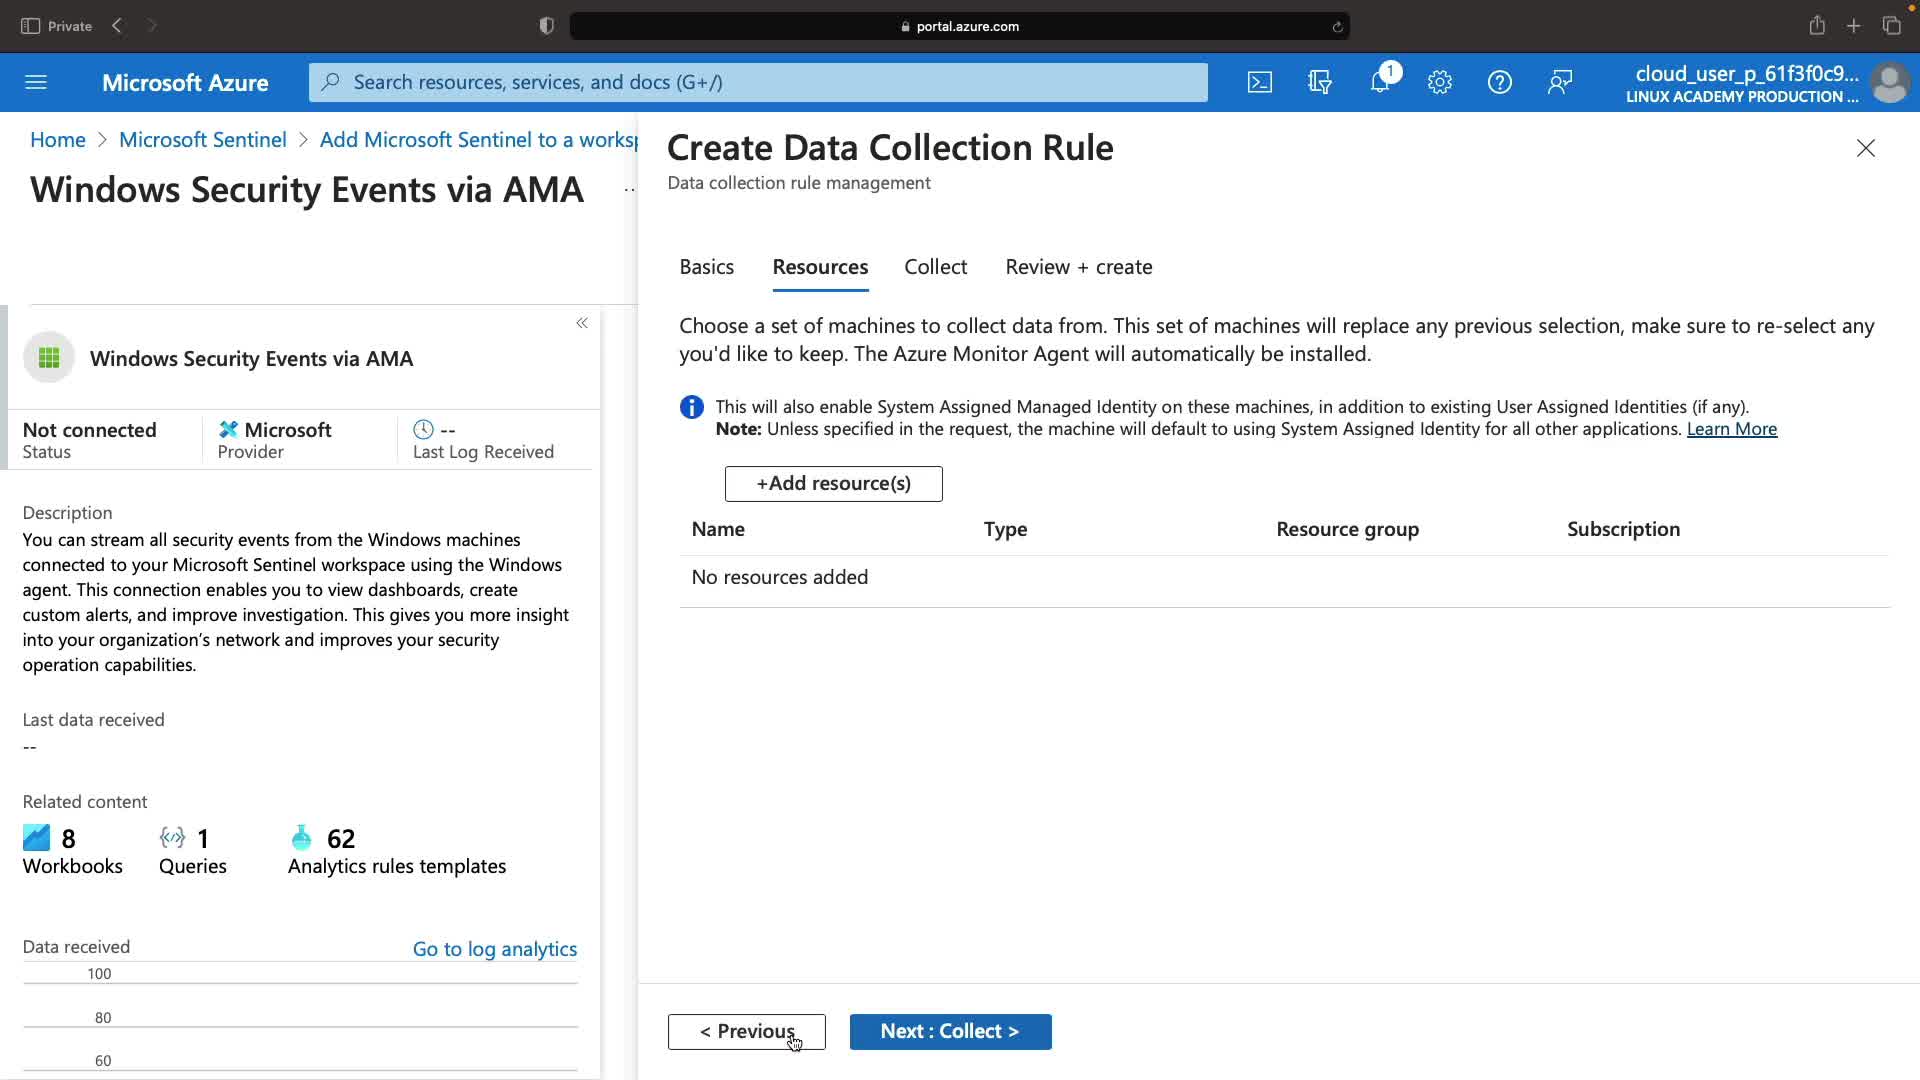 Private
portal.azure.com
Microsoft Azure
Search resources, services, and docs (G+/)
1
cloud_user_p_61f3f0c9...
LINUX ACADEMY PRODUCTION ...
Home > Microsoft Sentinel > Add Microsoft Sentinel to a worksp
Windows Security Events via AMA
..
«
Windows Security Events via AMA
Not connected
Status
Microsoft
Provider
--
Last Log Received
Description
You can stream all security events from the Windows machines
connected to your Microsoft Sentinel workspace using the Windows
agent. This connection enables you to view dashboards, create
custom alerts, and improve investigation. This gives you more insight
into your organization's network and improves your security
operation capabilities.
Last data received
--
Related content
8
Workbooks
1
Queries
62
Analytics rules templates
Data received
Go to log analytics
100
80
60
Create Data Collection Rule
Data collection rule management
Basics
Resources
Collect
Review + create
Choose a set of machines to collect data from. This set of machines will replace any previous selection, make sure to re-select any
you'd like to keep. The Azure Monitor Agent will automatically be installed.
This will also enable System Assigned Managed Identity on these machines, in addition to existing User Assigned Identities (if any).
Note: Unless specified in the request, the machine will default to using System Assigned Identity for all other applications. Learn More
+Add resource(s)
Name
Type
Resource group
Subscription
No resources added
< Previous
Next : Collect >